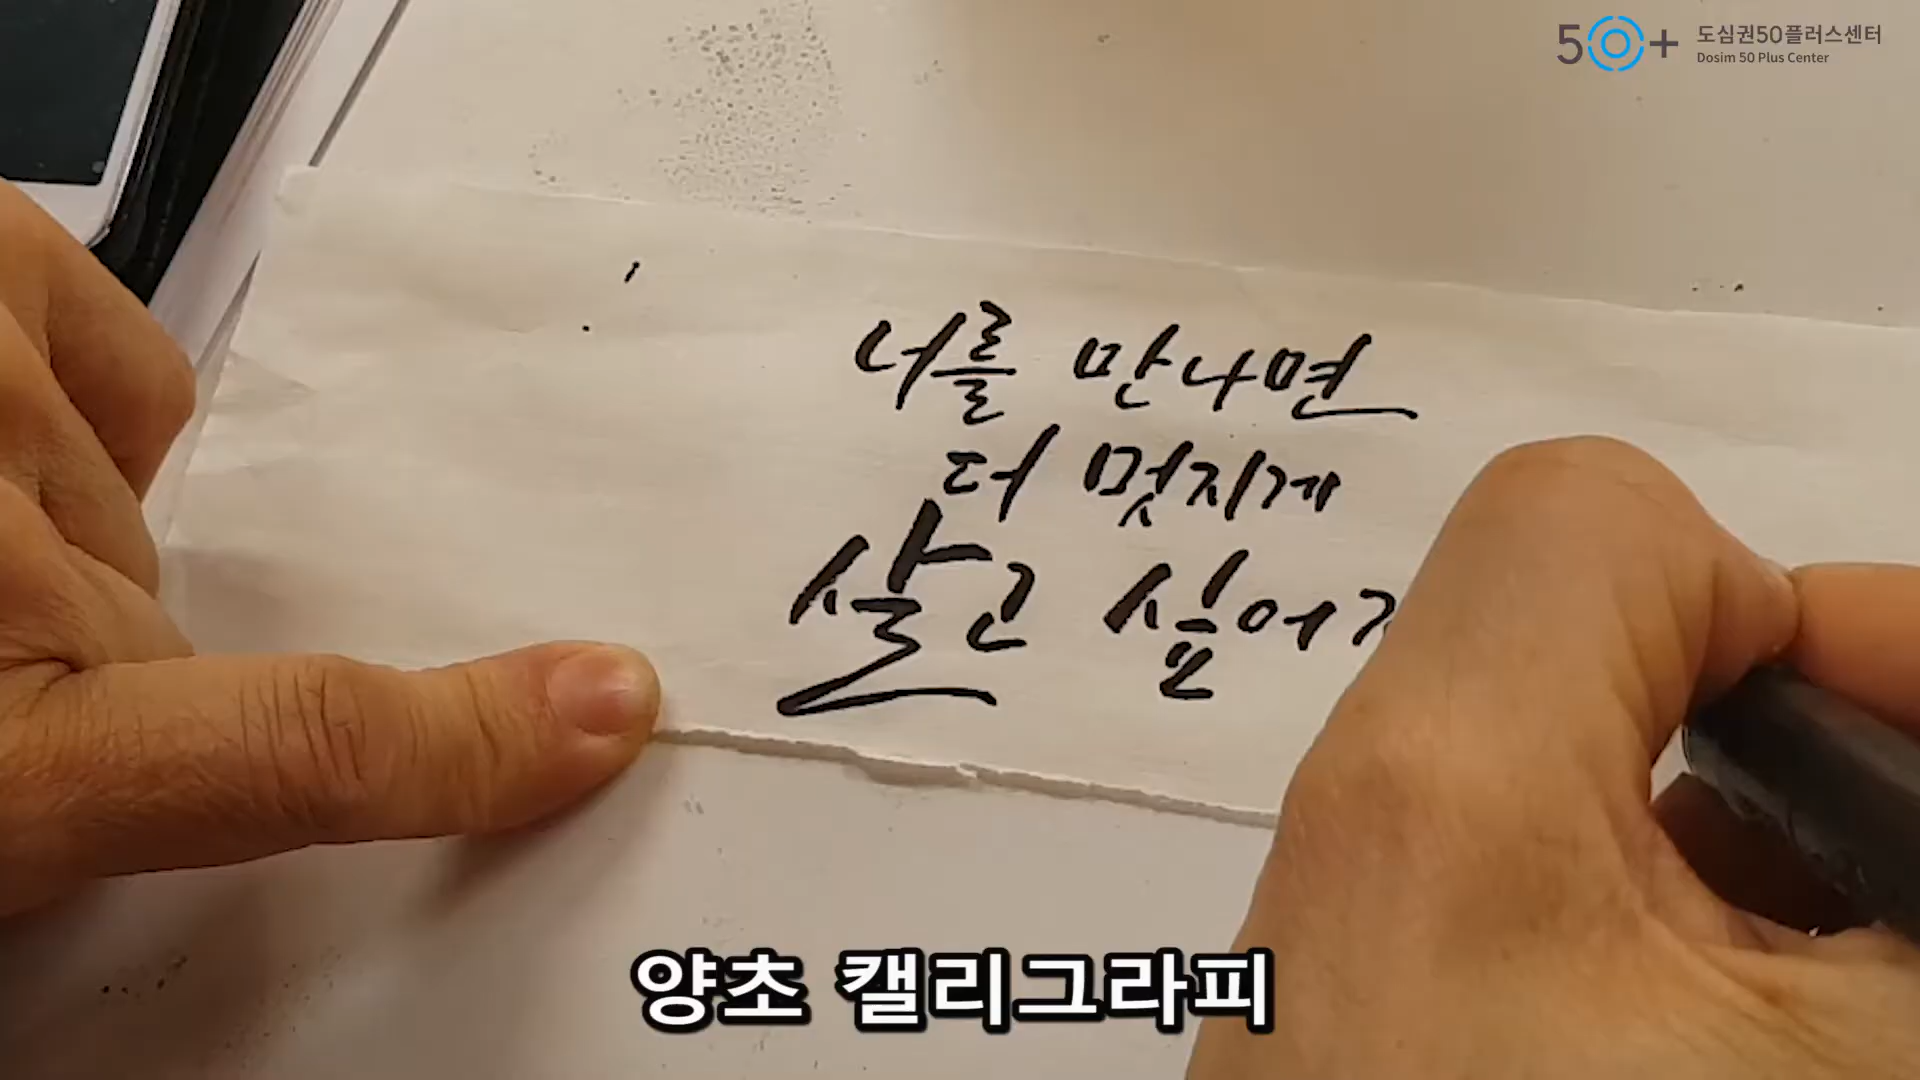 50+ 도심권50플러스센터
Dosim 50 Plus Center
너를 만나면
더 멋지게
살고 싶어
양초 캘리그라피